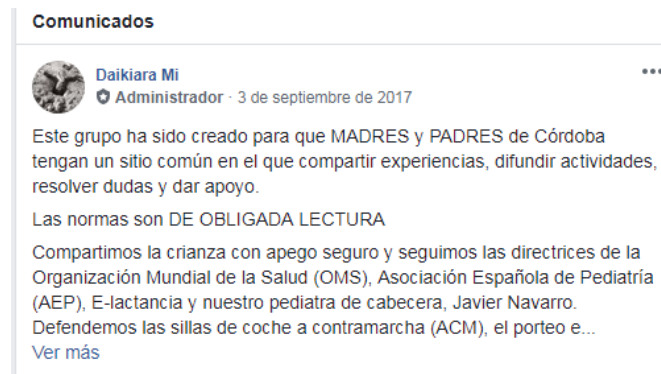 Comunicados
Daikiara Mi
Administrador · 3 de septiembre de 2017
Este grupo ha sido creado para que MADRES y PADRES de Córdoba
tengan un sitio común en el que compartir experiencias, difundir actividades,
resolver dudas y dar apoyo.
Las normas son DE OBLIGADA LECTURA
Compartimos la crianza con apego seguro y seguimos las directrices de la
Organización Mundial de la Salud (OMS), Asociación Española de Pediatría
(AEP), E-lactancia y nuestro pediatra de cabecera, Javier Navarro.
Defendemos las sillas de coche a contramarcha (ACM), el porteo e...
Ver más